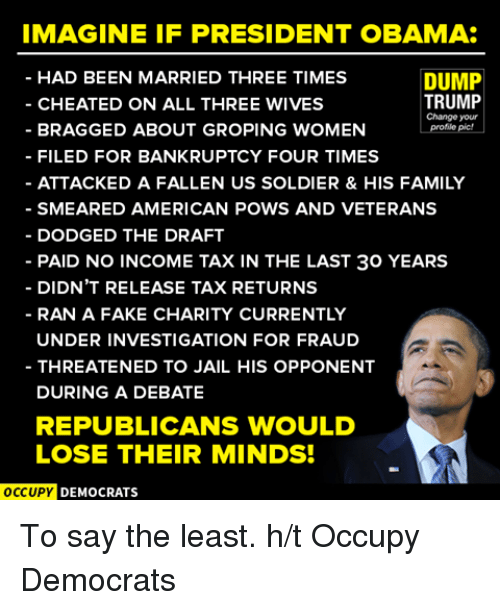 IMAGINE IF PRESIDENT OBAMA:
- HAD BEEN MARRIED THREE TIMES
- CHEATED ON ALL THREE WIVES
- BRAGGED ABOUT GROPING WOMEN
DUMP
TRUMP
Change your
profile pic!
- FILED FOR BANKRUPTCY FOUR TIMES
- ATTACKED A FALLEN US SOLDIER & HIS FAMILY
- SMEARED AMERICAN POWS AND VETERANS
- DODGED THE DRAFT
- PAID NO INCOME TAX IN THE LAST 30 YEARS
- DIDN'T RELEASE TAX RETURNS
- RAN A FAKE CHARITY CURRENTLY
UNDER INVESTIGATION FOR FRAUD
- THREATENED TO JAIL HIS OPPONENT
DURING A DEBATE
REPUBLICANS WOULD
LOSE THEIR MINDS!
OCCUPY DEMOCRATS
To say the least. h/t Occupy
Democrats